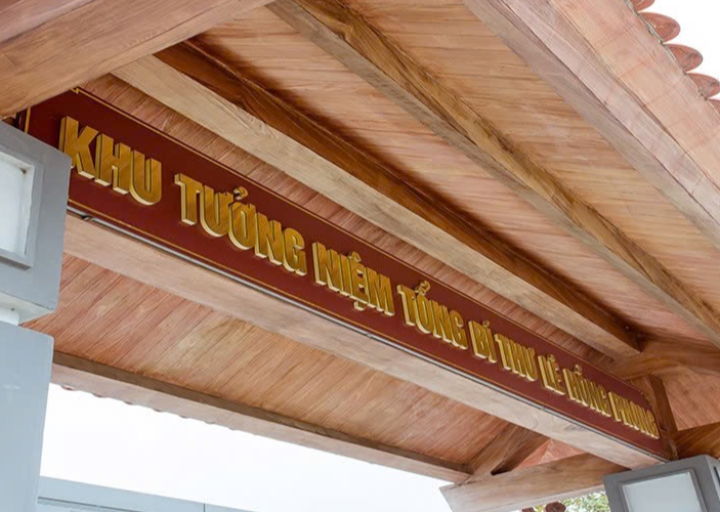 KHU TƯỞNG NIỆM TỔNG BÍ THƯ LÊ HỒNG PHONG